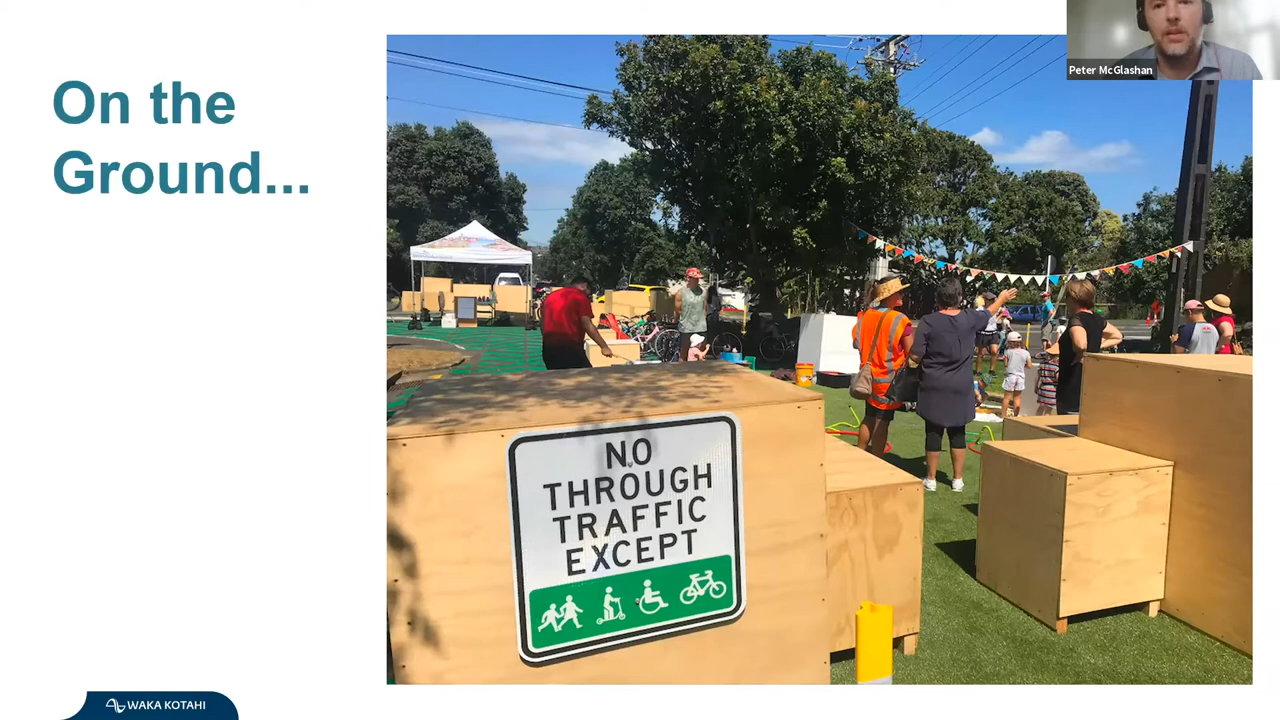 On the
Ground...
Peter McGlashan
NO
THROUGH
TRAFFIC
EXCEPT
WAKA KOTAHI